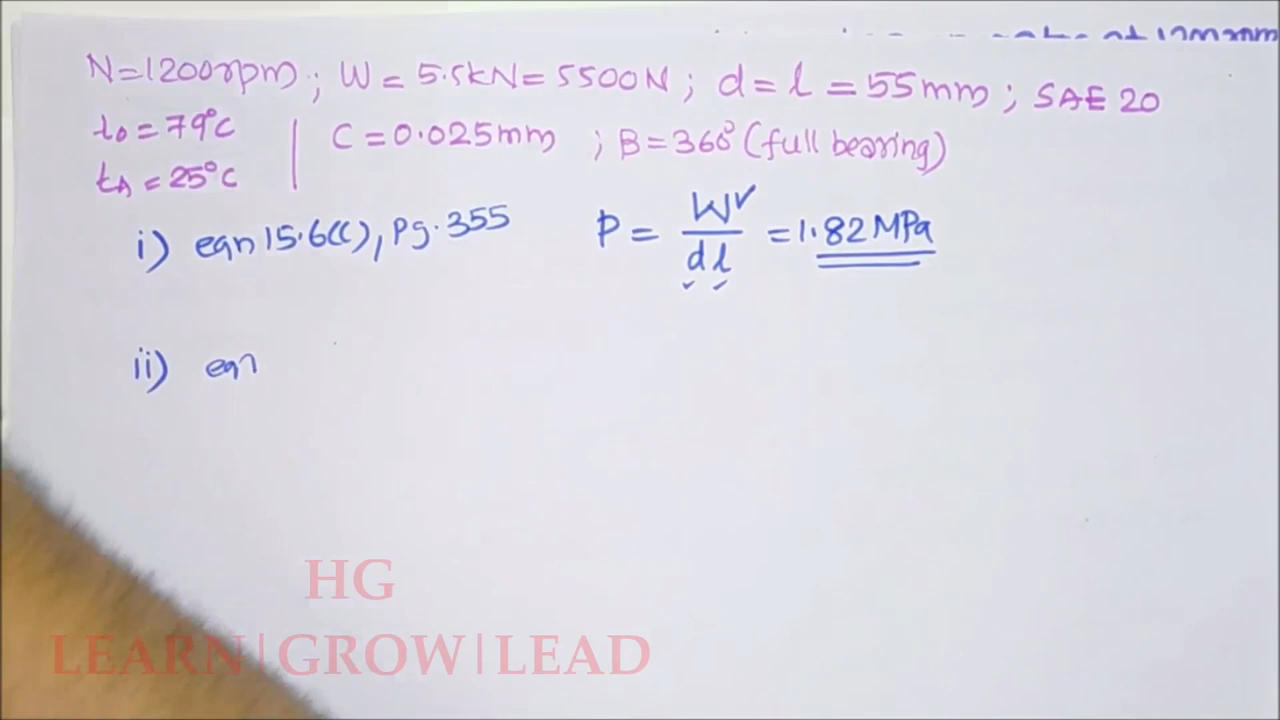 N=1200rpm ; W = 5.5kN = 5500N ; d = l = 55mm ; SAE 20
to = 79°C
C = 0.025mm ; B = 360° (full bearing)
tA = 25°C
i) eqn 15.6(c), Pg.355
P = W / dl = 1.82 MPa
ii) eqn
HG
LEARN|GROW|LEAD